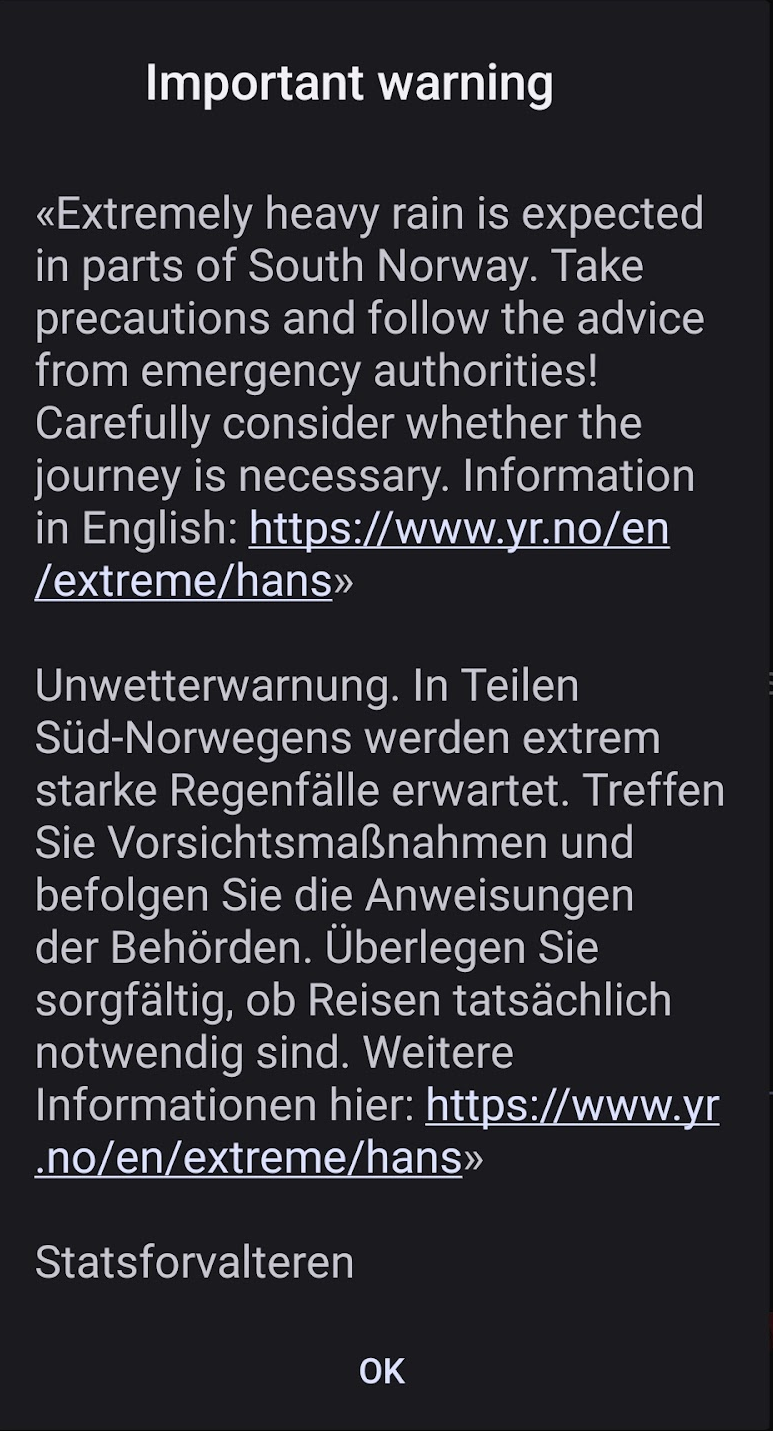 Important warning
«Extremely heavy rain is expected
in parts of South Norway. Take
precautions and follow the advice
from emergency authorities!
Carefully consider whether the
journey is necessary. Information
in English: https://www.yr.no/en
/extreme/hans»
Unwetterwarnung. In Teilen
Süd-Norwegens werden extrem
starke Regenfälle erwartet. Treffen
Sie Vorsichtsmaßnahmen und
befolgen Sie die Anweisungen
der Behörden. Überlegen Sie
sorgfältig, ob Reisen tatsächlich
notwendig sind. Weitere
Informationen hier: https://www.yr
.no/en/extreme/hans»
Statsforvalteren
OK